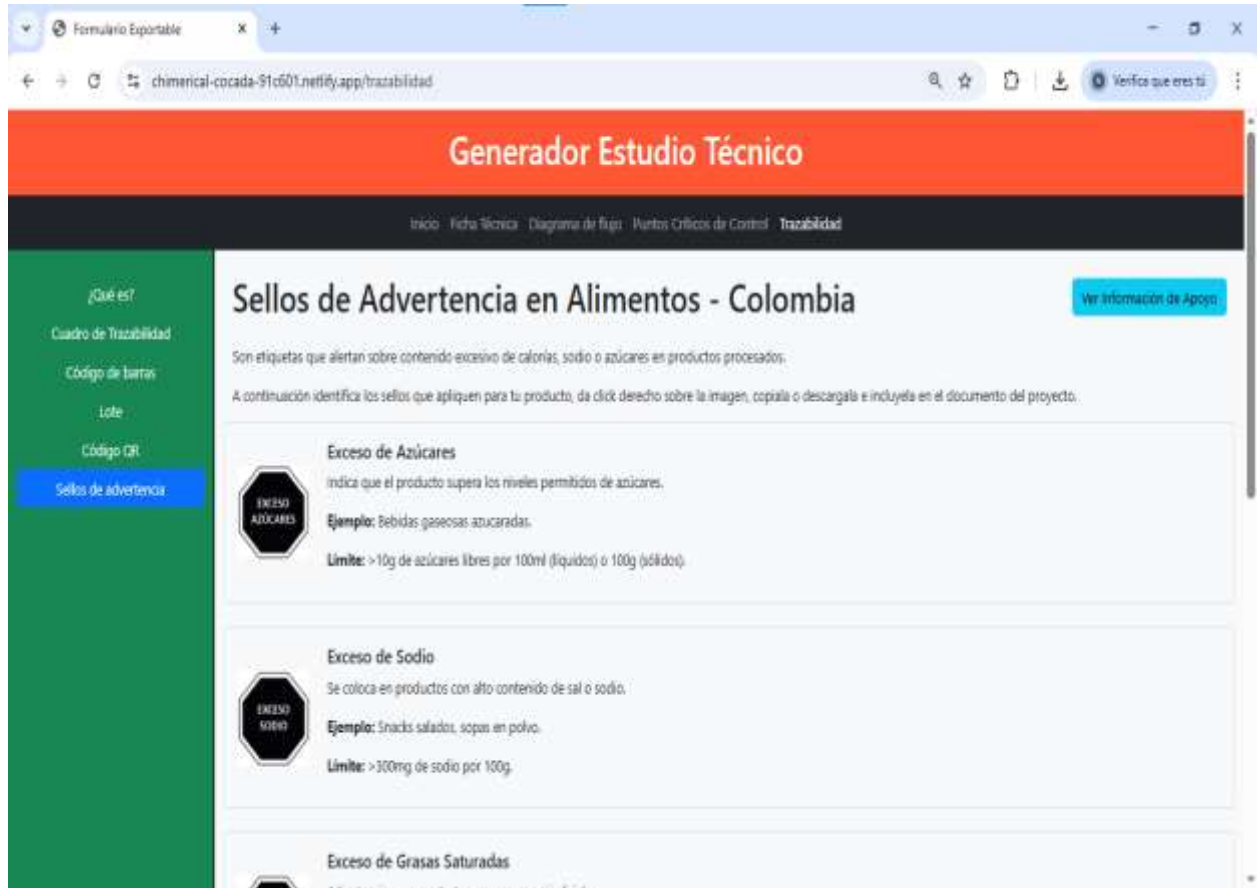 Formulario Exportable
chimerical-cocada-91c601.netlify.app/trazabilidad
Verifica que eres tú
Generador Estudio Técnico
Inicio Ficha Técnica Diagrama de flujo Puntos Críticos de Control Trazabilidad
¿Qué es?
Cuadro de Trazabilidad
Código de barras
Lote
Código QR
Sellos de advertencia
Sellos de Advertencia en Alimentos - Colombia
Ver Información de Apoyo
Son etiquetas que alertan sobre contenido excesivo de calorías, sodio o azúcares en productos procesados.
A continuación identifica los sellos que apliquen para tu producto, da click derecho sobre la imagen, copiala o descargala e incluyela en el documento del proyecto.
EXCESO
AZÚCARES
Exceso de Azúcares
Indica que el producto supera los niveles permitidos de azúcares.
Ejemplo: Bebidas gaseosas azucaradas.
Límite: >10g de azúcares libres por 100ml (líquidos) o 100g (sólidos).
EXCESO
SODIO
Exceso de Sodio
Se coloca en productos con alto contenido de sal o sodio.
Ejemplo: Snacks salados, sopas en polvo.
Límite: >300mg de sodio por 100g.
Exceso de Grasas Saturadas